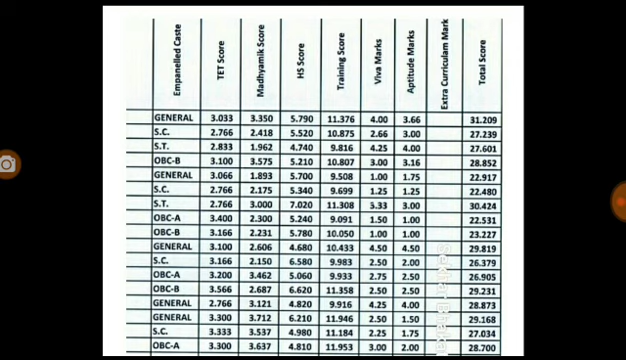 Empanelled Caste TET Score Madhyamik Score HS Score Training Score Viva Marks Aptitude Marks Extra Curriculam Mark Total Score
GENERAL 3.033 3.350 5.790 11.376 4.00 3.66 31.209
S.C. 2.766 2.418 5.520 10.875 2.66 3.00 27.239
S.T. 2.833 1.962 4.740 9.816 4.25 4.00 27.601
OBC-B 3.100 3.575 5.210 10.807 3.00 3.16 28.852
GENERAL 3.066 1.893 5.700 9.508 1.00 1.75 22.917
S.C. 2.766 2.175 5.340 9.699 1.25 1.25 22.480
S.T. 2.766 3.000 7.020 11.308 3.33 3.00 30.424
OBC-A 3.400 2.300 5.240 9.091 1.50 1.00 22.531
OBC-B 3.166 2.231 5.780 10.050 1.00 1.00 23.227
GENERAL 3.100 2.606 4.680 10.433 4.50 4.50 29.819
S.C. 3.166 2.150 6.580 9.983 2.50 2.00 26.379
OBC-A 3.200 3.462 5.060 9.933 2.75 2.50 26.905
OBC-B 3.566 2.687 6.620 11.358 2.50 2.50 29.231
GENERAL 2.766 3.121 4.820 9.916 4.25 4.00 28.873
GENERAL 3.300 3.712 6.210 11.946 2.50 1.50 29.168
S.C. 3.333 3.537 4.980 11.184 2.25 1.75 27.034
OBC-A 3.300 3.637 4.810 11.953 3.00 2.00 28.700